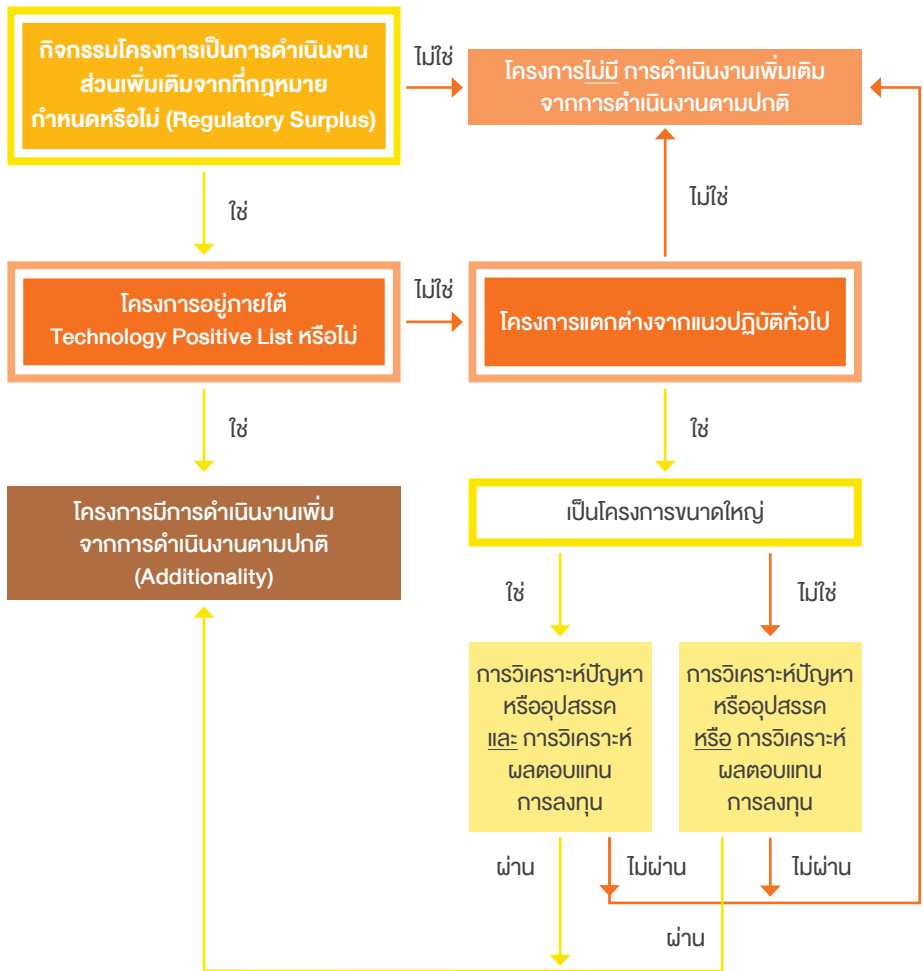 กิจกรรมโครงการเป็นการดำเนินงาน
ส่วนเพิ่มเติมจากที่กฎหมาย
กำหนดหรือไม่ (Regulatory Surplus)
ไม่ใช่
โครงการไม่มี การดำเนินงานเพิ่มเติม
จากการดำเนินงานตามปกติ
ใช่
ไม่ใช่
โครงการอยู่ภายใต้
Technology Positive List หรือไม่
ไม่ใช่
โครงการแตกต่างจากแนวปฏิบัติทั่วไป
ใช่
ใช่
โครงการมีการดำเนินงานเพิ่ม
จากการดำเนินงานตามปกติ
(Additionality)
เป็นโครงการขนาดใหญ่
ใช่
ไม่ใช่
การวิเคราะห์ปัญหา
หรืออุปสรรค
และ การวิเคราะห์
ผลตอบแทน
การลงทุน
การวิเคราะห์ปัญหา
หรืออุปสรรค
หรือ การวิเคราะห์
ผลตอบแทน
การลงทุน
ผ่าน
ไม่ผ่าน
ไม่ผ่าน
ผ่าน